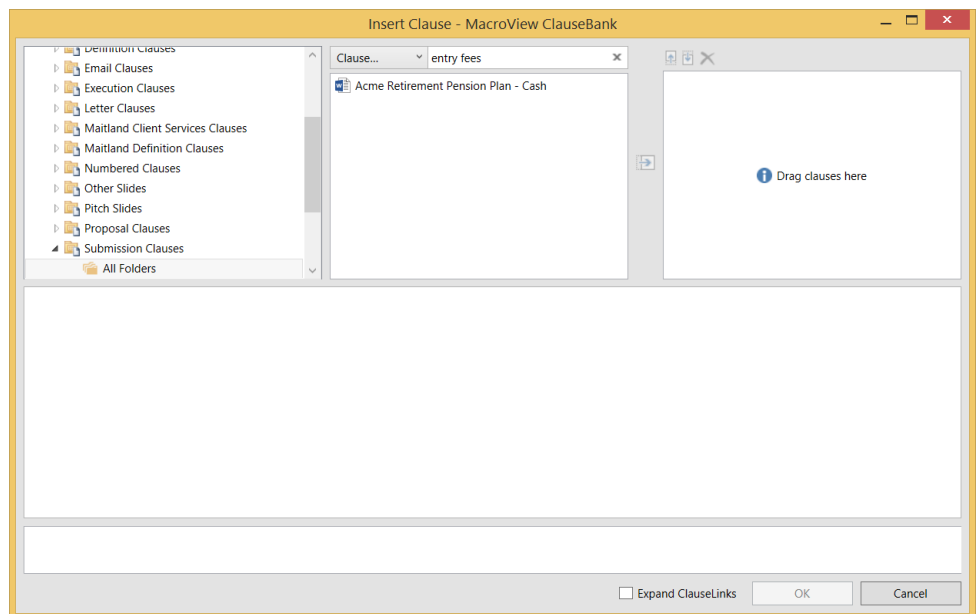 Insert Clause - MacroView ClauseBank
Definition Clauses
Email Clauses
Execution Clauses
Letter Clauses
Maitland Client Services Clauses
Maitland Definition Clauses
Numbered Clauses
Other Slides
Pitch Slides
Proposal Clauses
Submission Clauses
All Folders
Clause... entry fees
Acme Retirement Pension Plan - Cash
Drag clauses here
Expand ClauseLinks OK Cancel